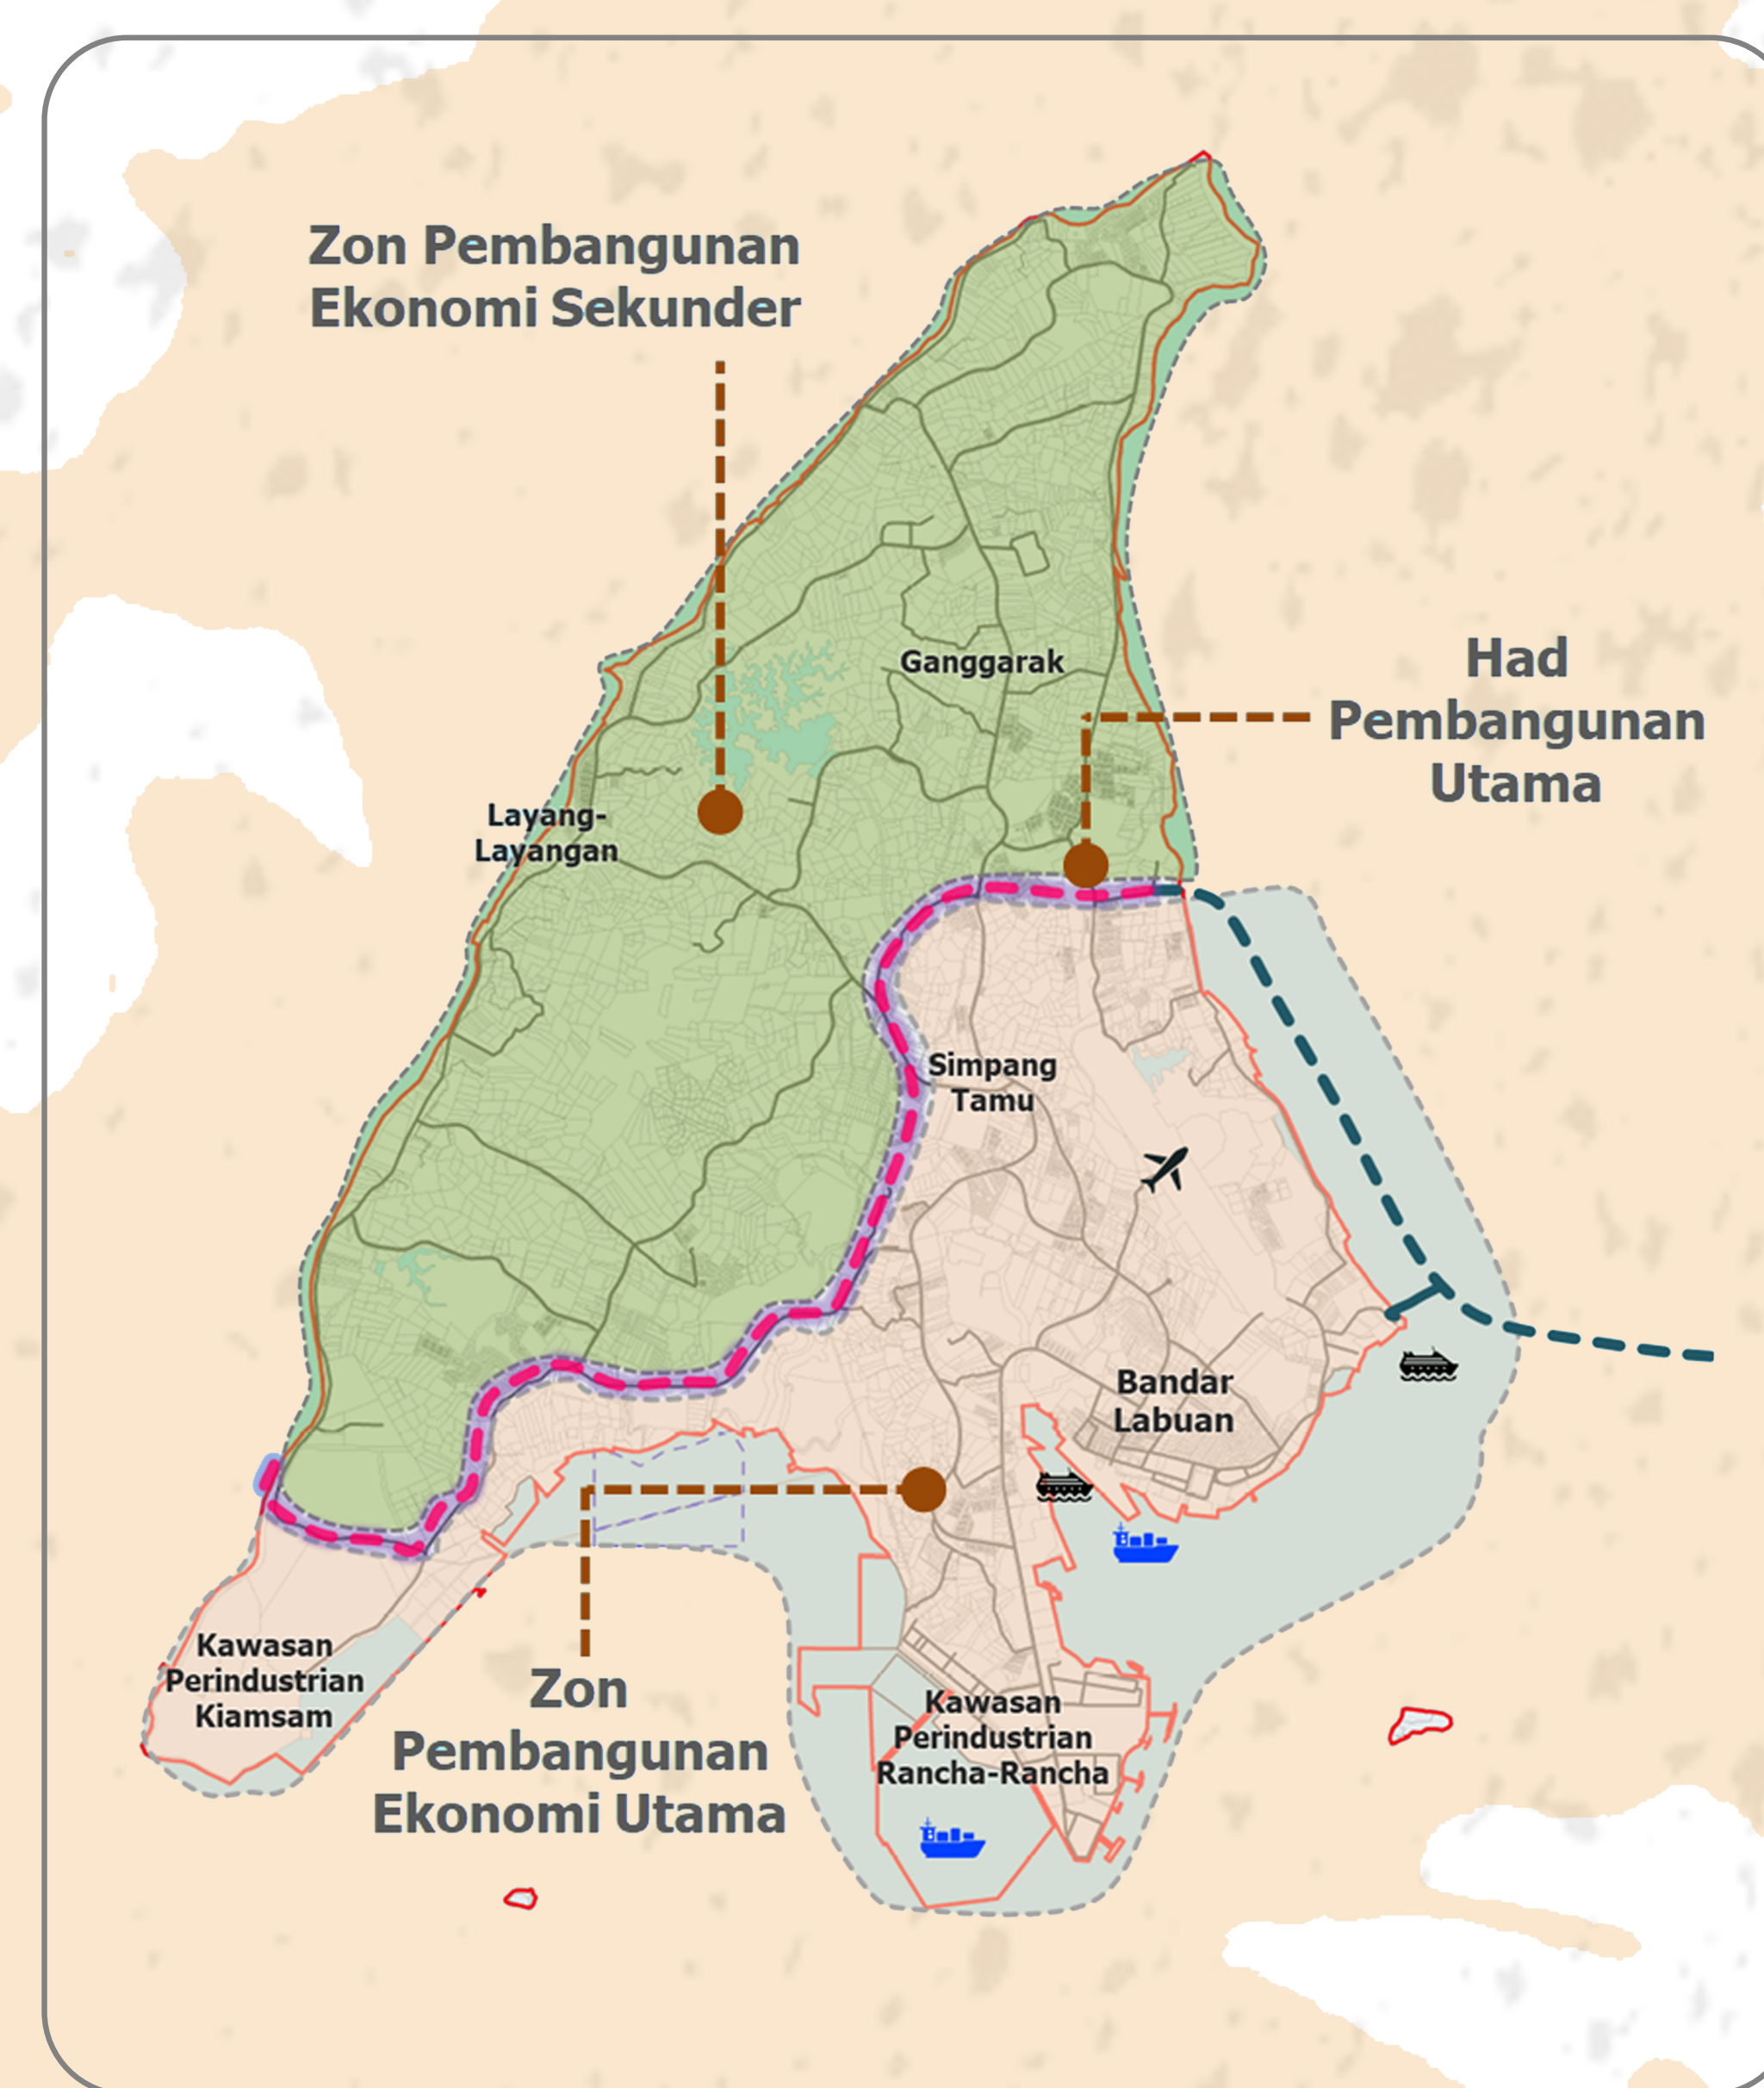 Zon Pembangunan
Ekonomi Sekunder
Ganggarak
Had
Pembangunan
Utama
Layang-
Layangan
Simpang
Tamu
Bandar
Labuan
Kawasan
Perindustrian
Kiamsam
Zon
Pembangunan
Ekonomi Utama
Kawasan
Perindustrian
Rancha-Rancha